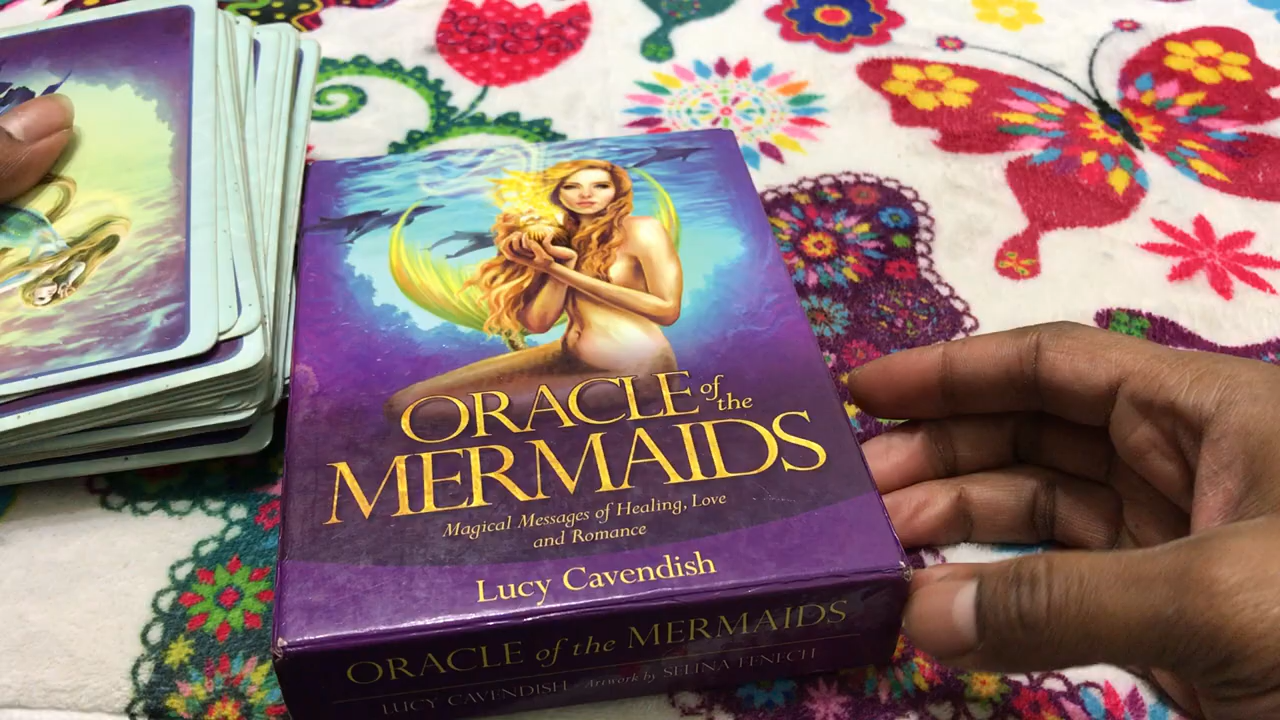 ORACLE of the
MERMAIDS
Magical Messages of Healing, Love
and Romance
Lucy Cavendish
ORACLE of the MERMAIDS
LUCY CAVENDISH - Artwork by SELINA FENECH